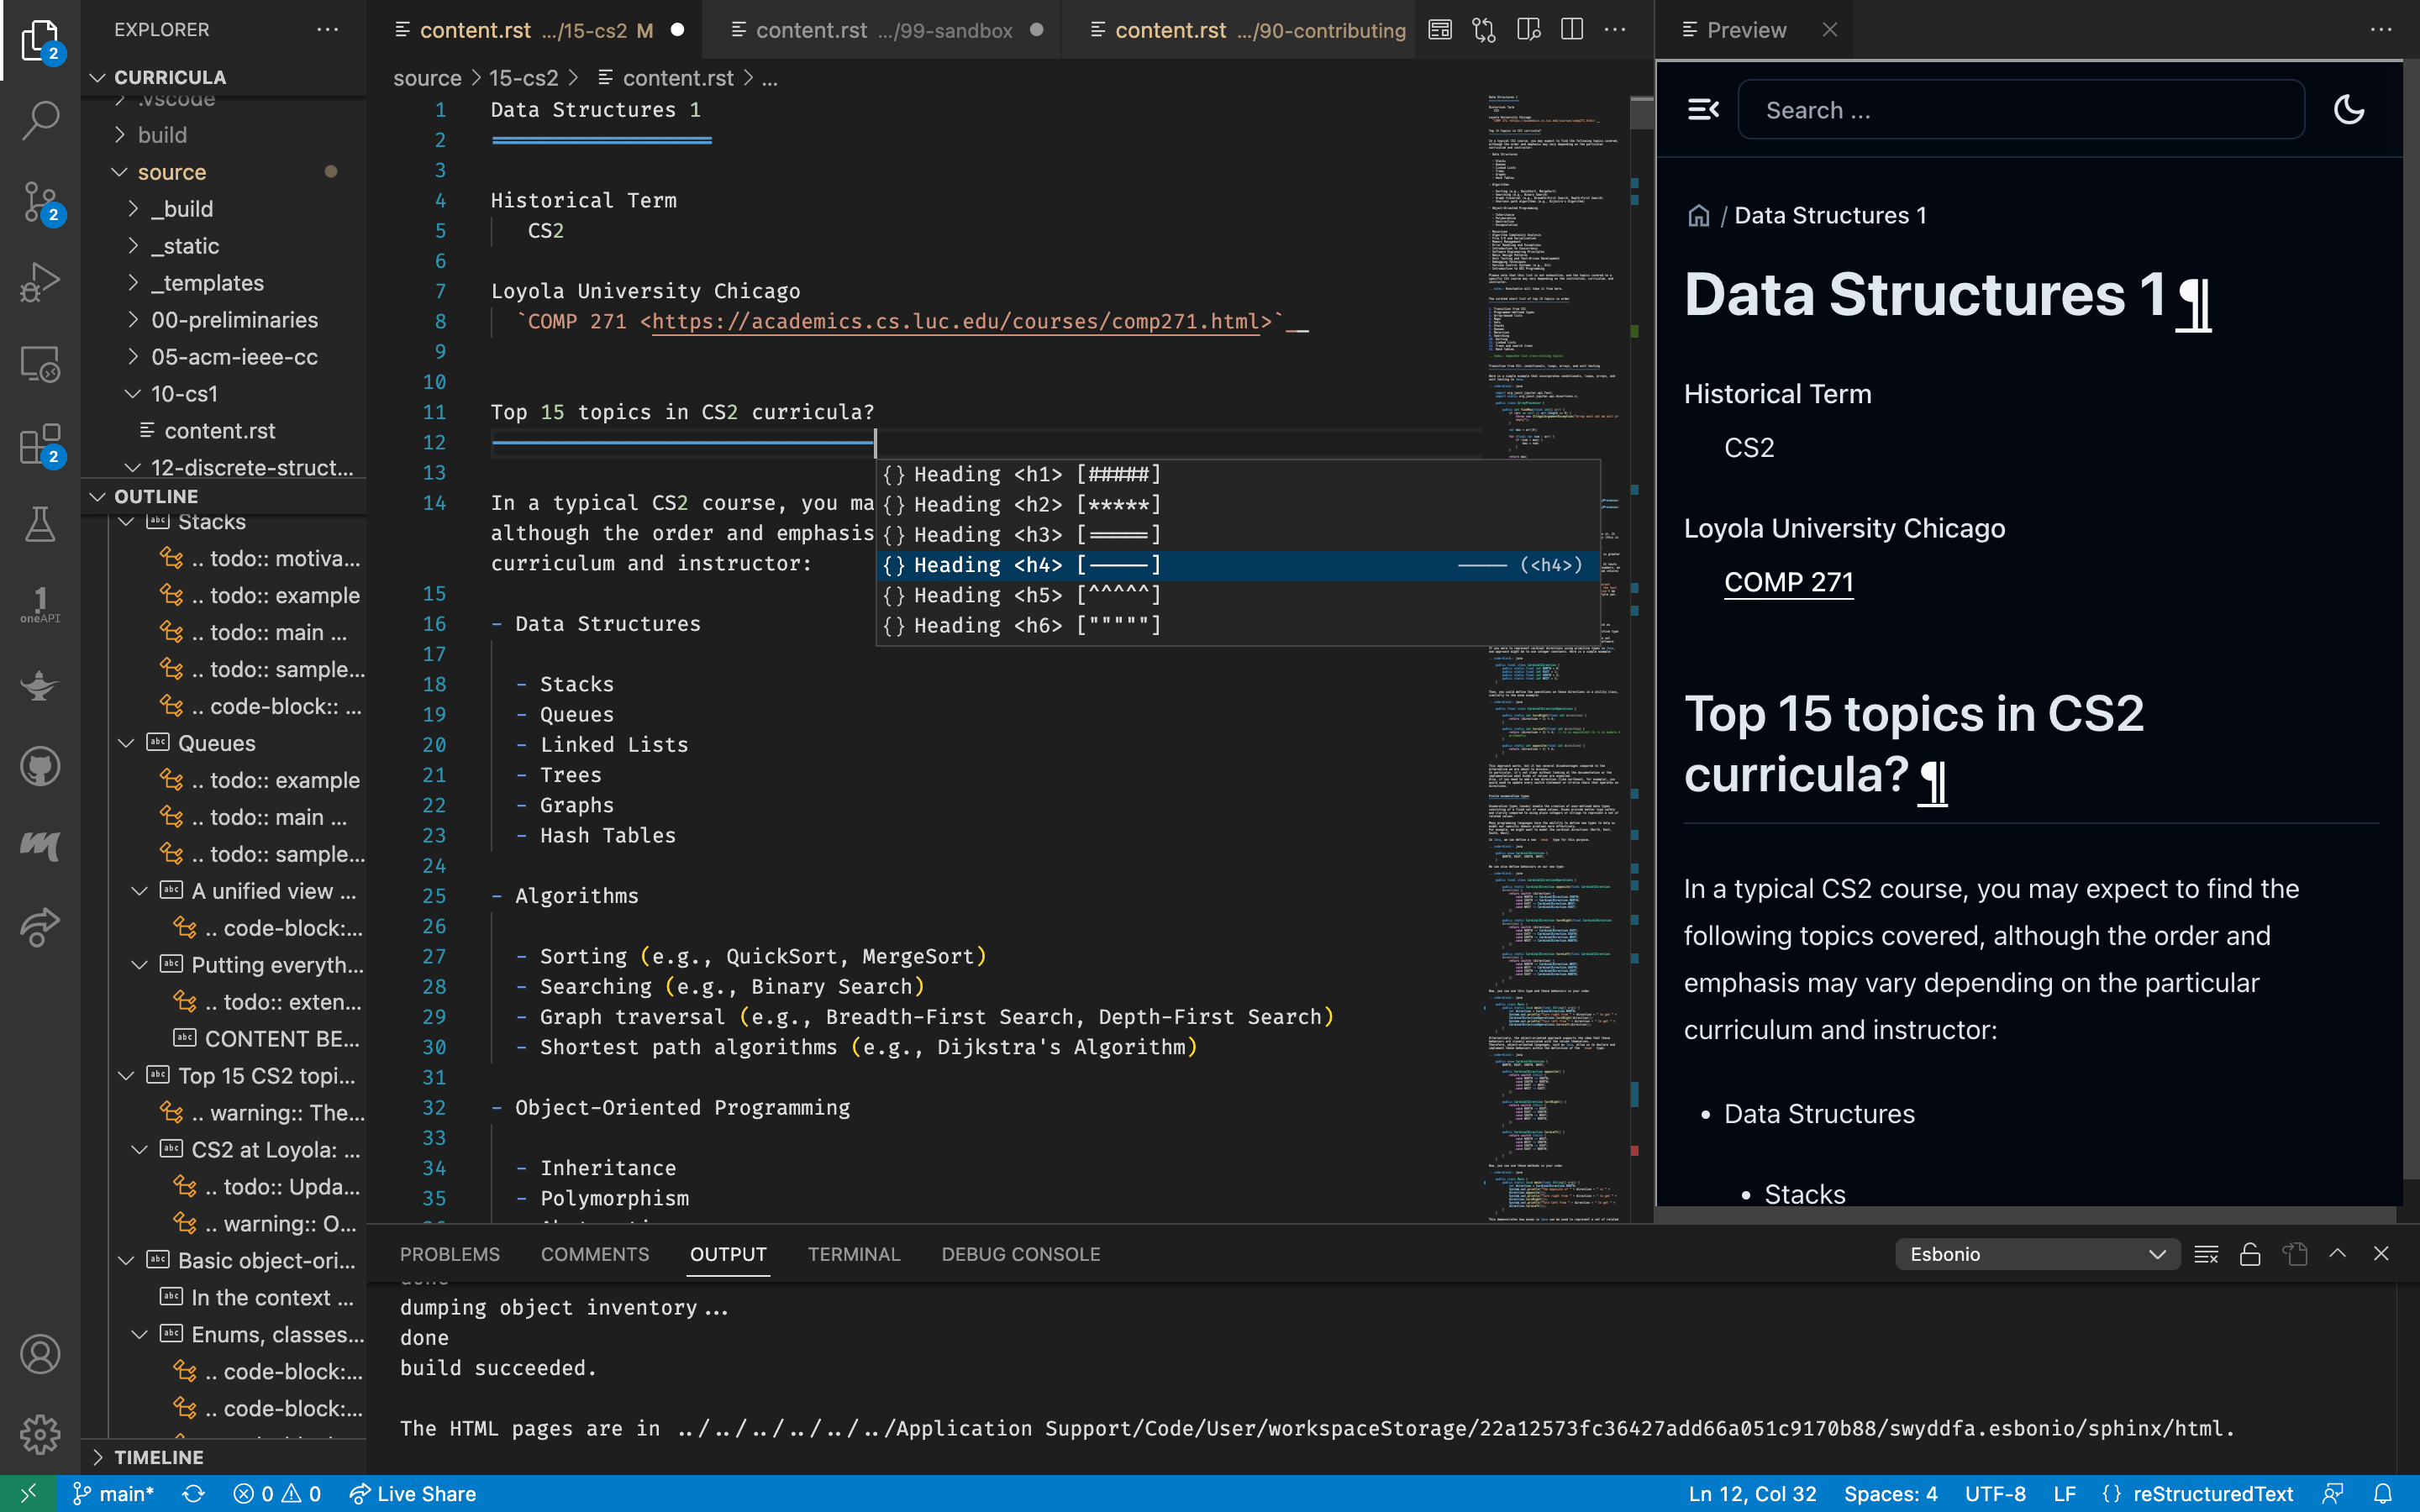 EXPLORER
CURRICULA
.vscode
build
source
_build
_static
_templates
00-preliminaries
05-acm-ieee-cc
10-cs1
content.rst
12-discrete-struct...
OUTLINE
Stacks
.. todo:: motiva...
.. todo:: example
.. todo:: main ...
.. todo:: sample...
.. code-block:: ...
Queues
.. todo:: example
.. todo:: main ...
.. todo:: sample...
A unified view ...
.. code-block:...
Putting everyth...
.. todo:: exten...
CONTENT BE...
Top 15 CS2 topi...
.. warning:: The...
CS2 at Loyola: ...
.. todo:: Upda...
.. warning:: O...
Basic object-ori...
In the context ...
Enums, classes...
.. code-block:...
.. code-block:...
TIMELINE
2
2
2
1
oneAPI
content.rst .../15-cs2 M
content.rst .../99-sandbox
content.rst .../90-contributing
source > 15-cs2 > content.rst > ...
1 Data Structures 1
2 ==================
3
4 Historical Term
5 CS2
6
7 Loyola University Chicago
8 `COMP 271 <https://academics.cs.luc.edu/courses/comp271.html>`__
9
10
11 Top 15 topics in CS2 curricula?
12 ===============================
13
14 In a typical CS2 course, you ma
although the order and emphasis
curriculum and instructor:
15
16 - Data Structures
17
18 - Stacks
19 - Queues
20 - Linked Lists
21 - Trees
22 - Graphs
23 - Hash Tables
24
25 - Algorithms
26
27 - Sorting (e.g., QuickSort, MergeSort)
28 - Searching (e.g., Binary Search)
29 - Graph traversal (e.g., Breadth-First Search, Depth-First Search)
30 - Shortest path algorithms (e.g., Dijkstra's Algorithm)
31
32 - Object-Oriented Programming
33
34 - Inheritance
35 - Polymorphism
{} Heading <h1> [#####]
{} Heading <h2> [*****]
{} Heading <h3> [=====]
{} Heading <h4> [-----] ----- (<h4>)
{} Heading <h5> [^^^^^]
{} Heading <h6> ["""""]
Preview
Search ...
/ Data Structures 1
Data Structures 1¶
Historical Term
CS2
Loyola University Chicago
COMP 271
Top 15 topics in CS2
curricula?¶
In a typical CS2 course, you may expect to find the
following topics covered, although the order and
emphasis may vary depending on the particular
curriculum and instructor:
• Data Structures
• Stacks
PROBLEMS COMMENTS OUTPUT TERMINAL DEBUG CONSOLE
Esbonio
done
dumping object inventory...
done
build succeeded.
The HTML pages are in ../../../../../../Application Support/Code/User/workspaceStorage/22a12573fc36427add66a051c9170b88/swyddfa.esbonio/sphinx/html.
main* 0 0 Live Share
Ln 12, Col 32 Spaces: 4 UTF-8 LF {} reStructuredText